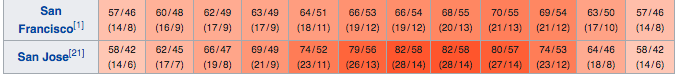 San Francisco[1] 57/46 (14/8) 60/48 (16/9) 62/49 (17/9) 63/49 (17/9) 64/51 (18/11) 66/53 (19/12) 66/54 (19/12) 68/55 (20/13) 70/55 (21/13) 69/54 (21/12) 63/50 (17/10) 57/46 (14/8)
San Jose[21] 58/42 (14/6) 62/45 (17/7) 66/47 (19/8) 69/49 (21/9) 74/52 (23/11) 79/56 (26/13) 82/58 (28/14) 82/58 (28/14) 80/57 (27/14) 74/53 (23/12) 64/46 (18/8) 58/42 (14/6)